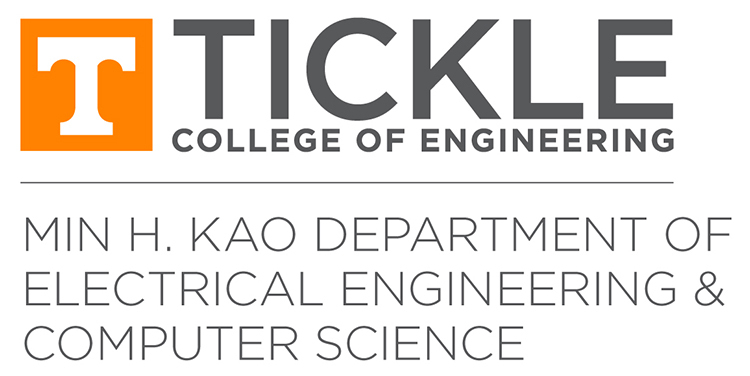 T TICKLE
COLLEGE OF ENGINEERING
MIN H. KAO DEPARTMENT OF
ELECTRICAL ENGINEERING &
COMPUTER SCIENCE